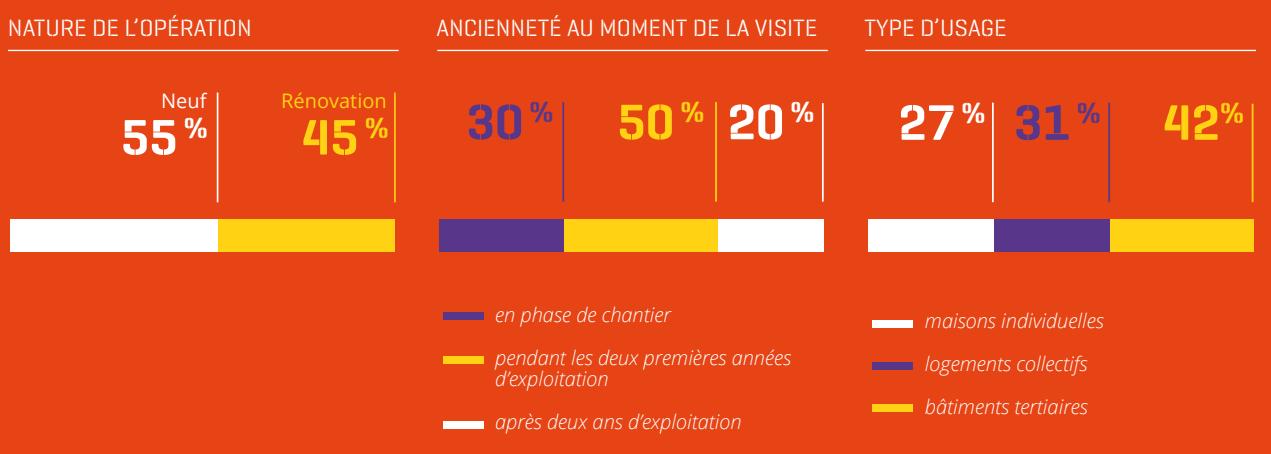 NATURE DE L’OPÉRATION
Neuf
55 %
Rénovation
45 %
ANCIENNETÉ AU MOMENT DE LA VISITE
30 %
50 %
20 %
en phase de chantier
pendant les deux premières années
d’exploitation
après deux ans d’exploitation
TYPE D’USAGE
27 %
31 %
42%
maisons individuelles
logements collectifs
bâtiments tertiaires